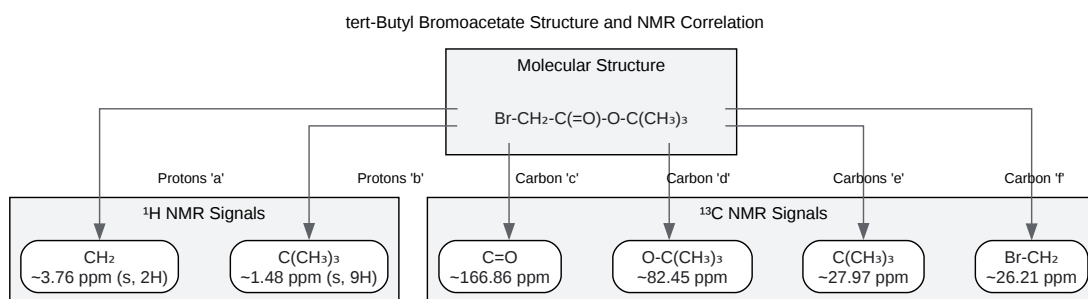 tert-Butyl Bromoacetate Structure and NMR Correlation
Molecular Structure
Br-CH₂-C(=O)-O-C(CH₃)₃
Protons 'a'
Protons 'b'
Carbon 'c'
Carbon 'd'
Carbons 'e'
Carbon 'f'
¹H NMR Signals
¹³C NMR Signals
CH₂
~3.76 ppm (s, 2H)
C(CH₃)₃
~1.48 ppm (s, 9H)
C=O
~166.86 ppm
O-C(CH₃)₃
~82.45 ppm
C(CH₃)₃
~27.97 ppm
Br-CH₂
~26.21 ppm